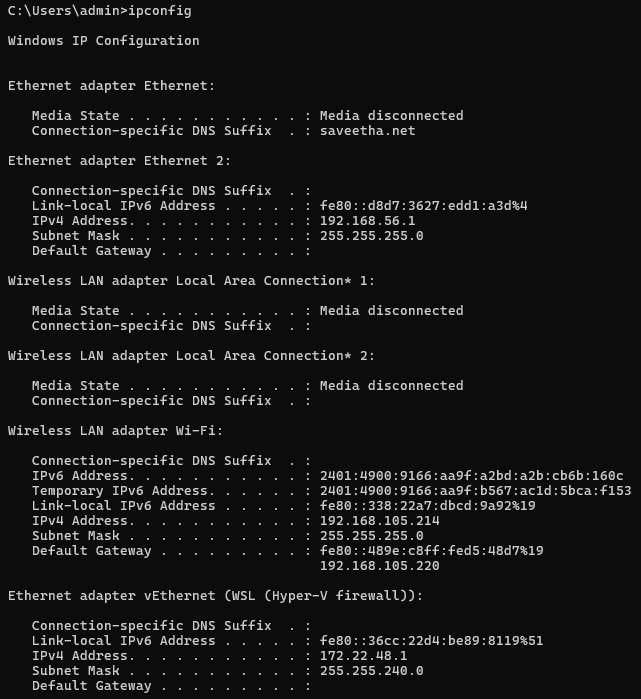 C:\Users\admin>ipconfig
Windows IP Configuration
Ethernet adapter Ethernet:
Media State . . . . . . . . . . . : Media disconnected
Connection-specific DNS Suffix  . : saveetha.net
Ethernet adapter Ethernet 2:
Connection-specific DNS Suffix  . :
Link-local IPv6 Address . . . . . : fe80::d8d7:3627:edd1:a3d%4
IPv4 Address. . . . . . . . . . . : 192.168.56.1
Subnet Mask . . . . . . . . . . . : 255.255.255.0
Default Gateway . . . . . . . . . :
Wireless LAN adapter Local Area Connection* 1:
Media State . . . . . . . . . . . : Media disconnected
Connection-specific DNS Suffix  . :
Wireless LAN adapter Local Area Connection* 2:
Media State . . . . . . . . . . . : Media disconnected
Connection-specific DNS Suffix  . :
Wireless LAN adapter Wi-Fi:
Connection-specific DNS Suffix  . :
IPv6 Address. . . . . . . . . . . : 2401:4900:9166:aa9f:a2bd:a2b:cb6b:160c
Temporary IPv6 Address. . . . . . : 2401:4900:9166:aa9f:b567:ac1d:5bca:f153
Link-local IPv6 Address . . . . . : fe80::338:22a7:dbcd:9a92%19
IPv4 Address. . . . . . . . . . . : 192.168.105.214
Subnet Mask . . . . . . . . . . . : 255.255.255.0
Default Gateway . . . . . . . . . : fe80::489e:c8ff:fed5:48d7%19
192.168.105.220
Ethernet adapter vEthernet (WSL (Hyper-V firewall)):
Connection-specific DNS Suffix  . :
Link-local IPv6 Address . . . . . : fe80::36cc:22d4:be89:8119%51
IPv4 Address. . . . . . . . . . . : 172.22.48.1
Subnet Mask . . . . . . . . . . . : 255.255.240.0
Default Gateway . . . . . . . . . :